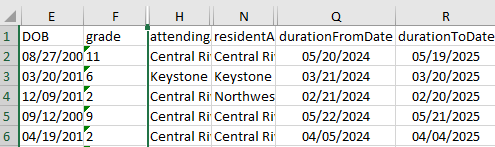 E F H N Q R
1 DOB grade attending residentA durationFromDate durationToDate
2 08/27/200 11 Central Ri Central Ri 05/20/2024 05/19/2025
3 03/20/201 6 Keystone Keystone 03/21/2024 03/20/2025
4 12/09/201 2 Central Ri Northwes 02/21/2024 02/20/2025
5 09/12/200 9 Central Ri Central Ri 05/22/2024 05/21/2025
6 04/19/201 2 Central Ri Central Ri 04/05/2024 04/04/2025